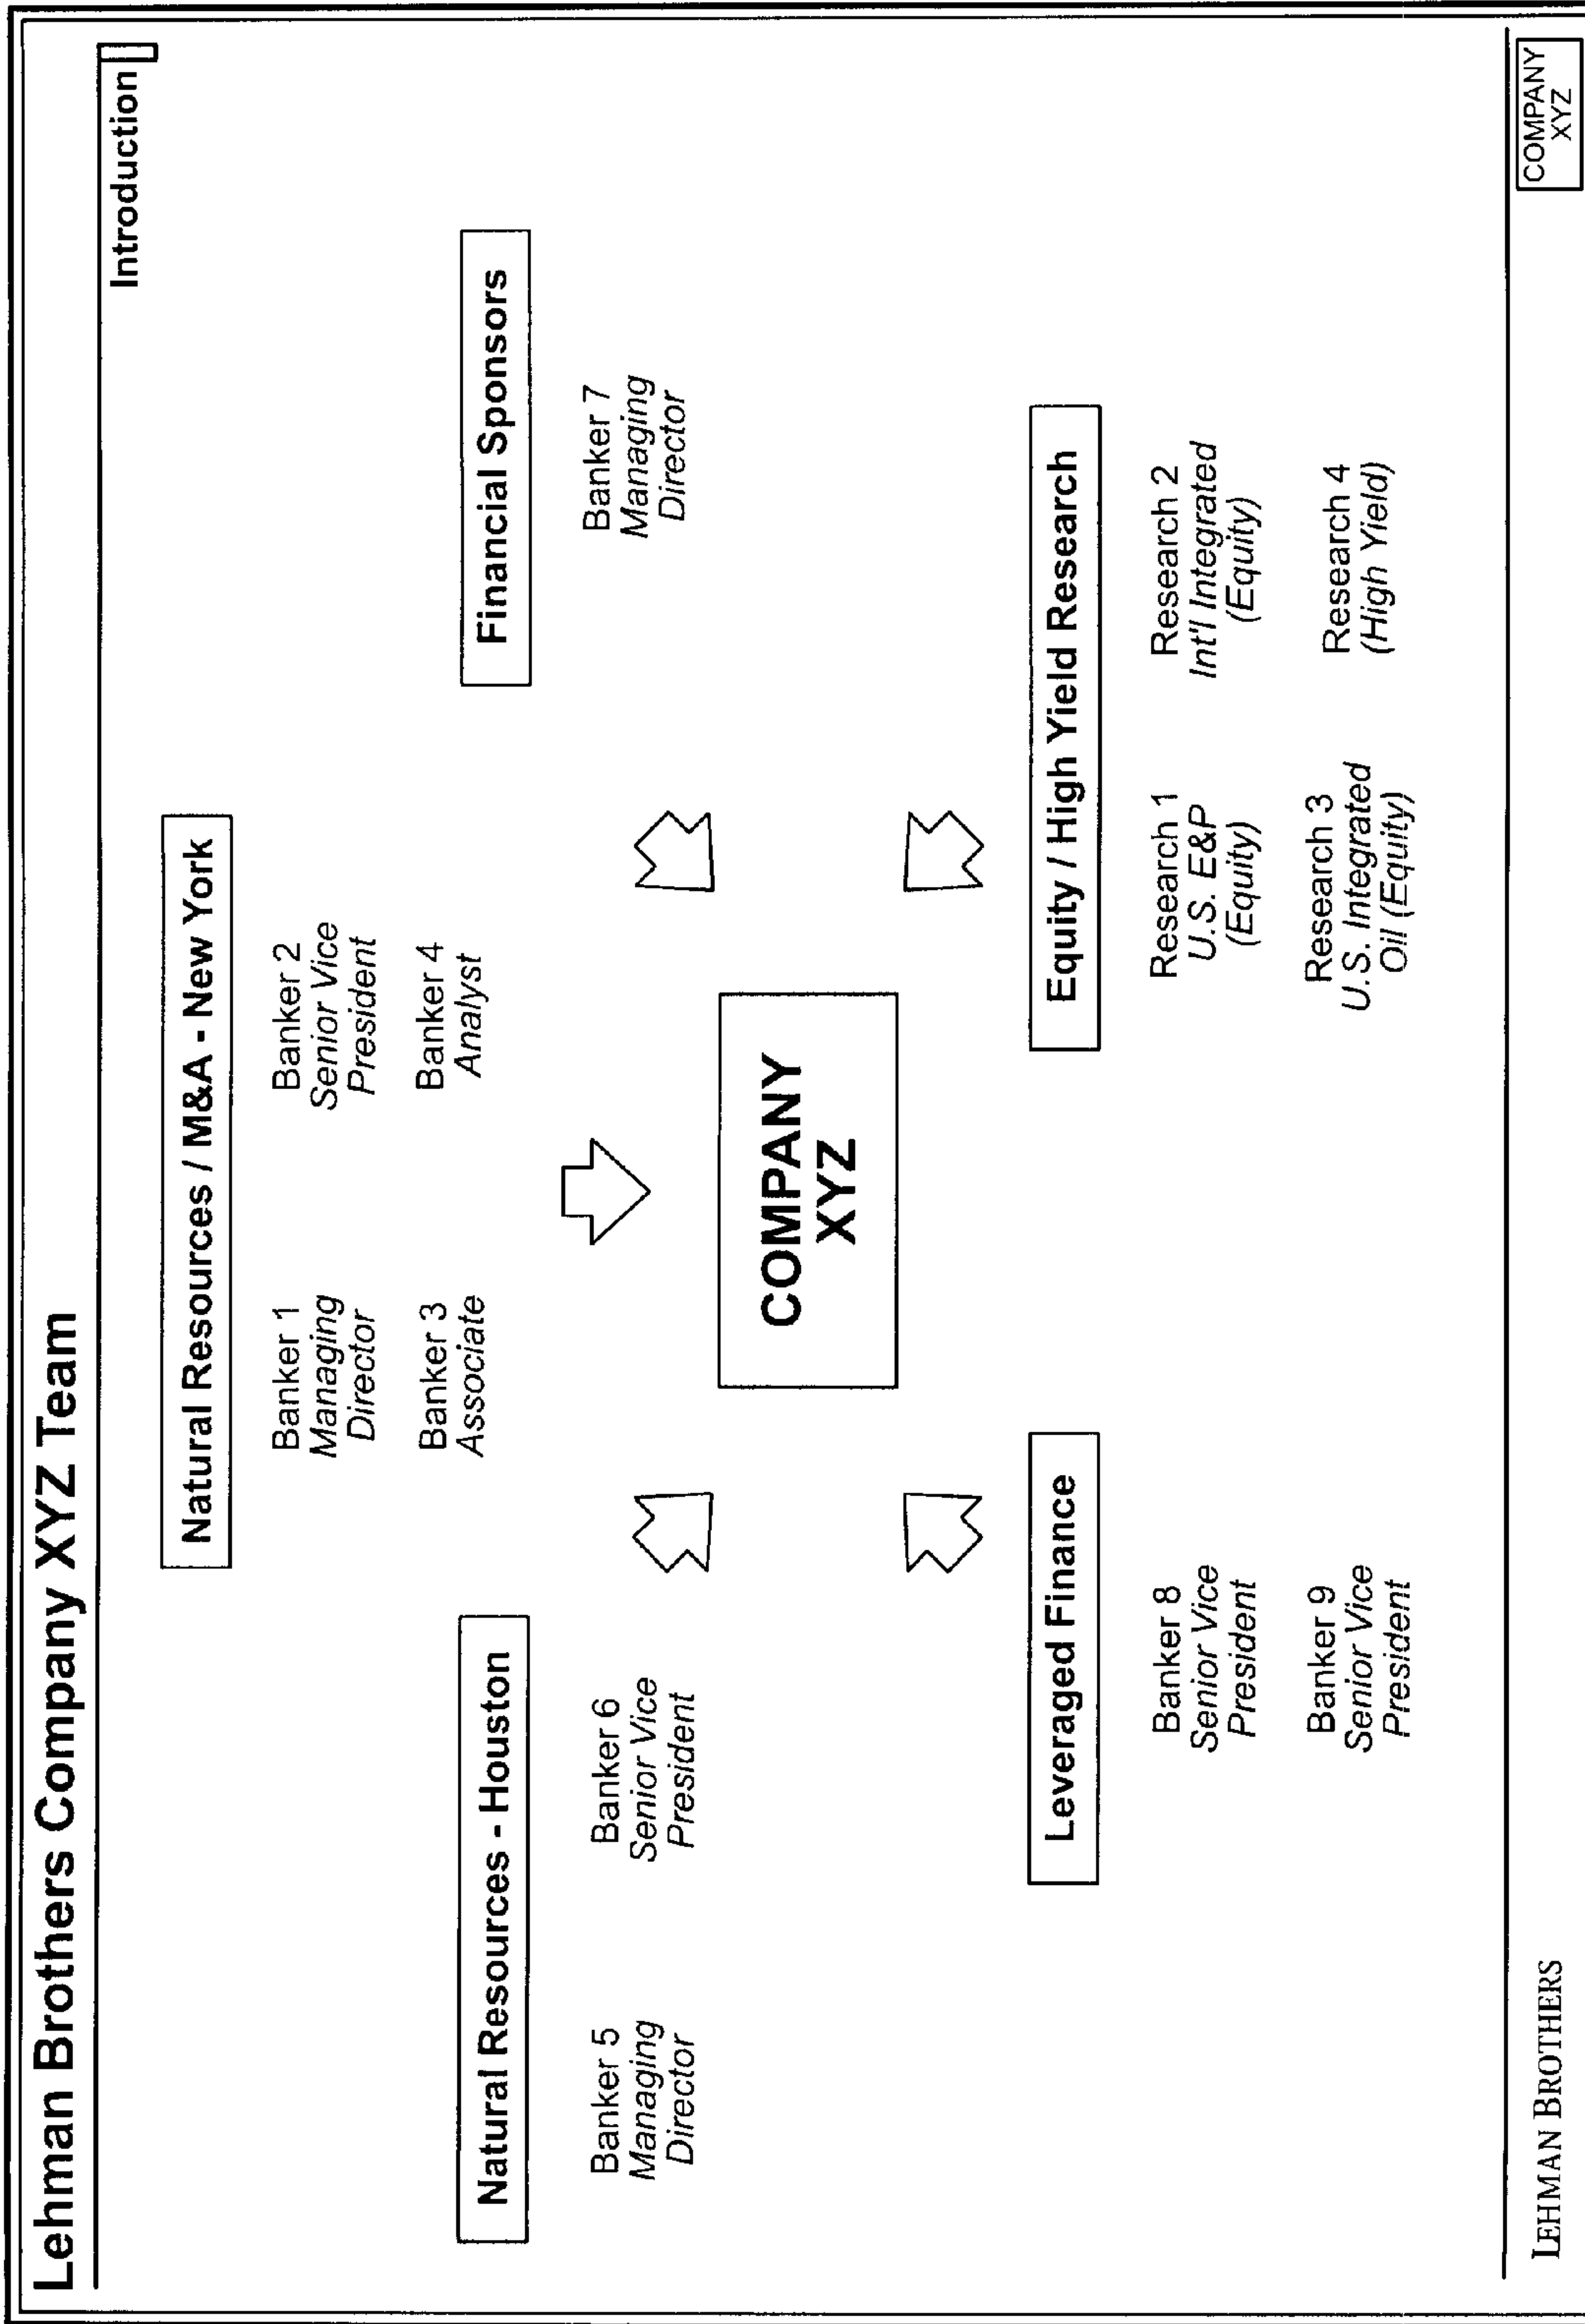 Lehman Brothers Company XYZ Team
Introduction
Natural Resources / M&A - New York
Banker 1
Managing
Director
Banker 2
Senior Vice
President
Banker 3
Associate
Banker 4
Analyst
Natural Resources - Houston
Banker 5
Managing
Director
Banker 6
Senior Vice
President
Financial Sponsors
Banker 7
Managing
Director
COMPANY
XYZ
Leveraged Finance
Banker 8
Senior Vice
President
Banker 9
Senior Vice
President
Equity / High Yield Research
Research 1
U.S. E&P
(Equity)
Research 2
Int'l Integrated
(Equity)
Research 3
U.S. Integrated
Oil (Equity)
Research 4
(High Yield)
LEHMAN BROTHERS
COMPANY
XYZ